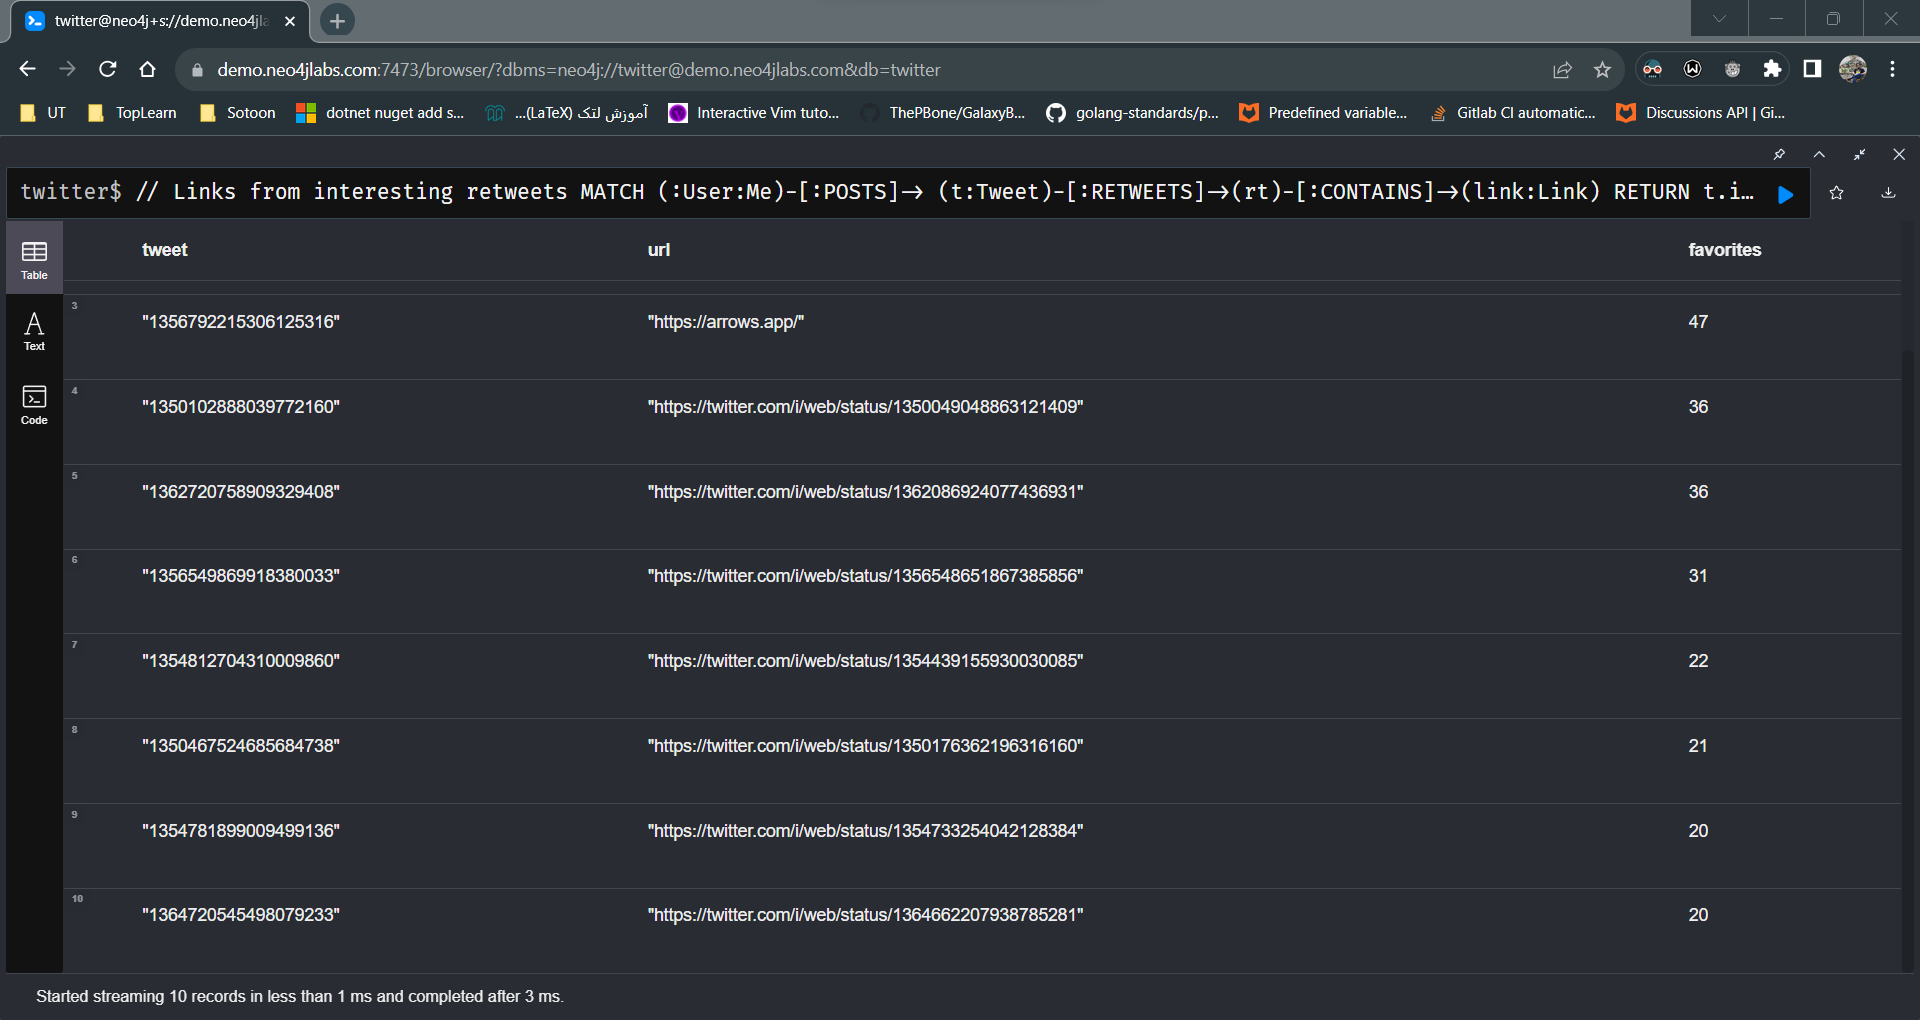 twitter@neo4j+s://demo.neo4jla
demo.neo4jlabs.com:7473/browser/?dbms=neo4j://twitter@demo.neo4jlabs.com&db=twitter
UT TopLearn Sotoon dotnet nuget add s... آموزش لتک (LaTeX)... Interactive Vim tuto... ThePBone/GalaxyB... golang-standards/p... Predefined variable... Gitlab CI automatic... Discussions API | Gi...
twitter$ // Links from interesting retweets MATCH (:User:Me)-[:POSTS]→ (t:Tweet)-[:RETWEETS]→(rt)-[:CONTAINS]→(link:Link) RETURN t.i…
Table
Text
Code
tweet url favorites
3 "1356792215306125316" "https://arrows.app/" 47
4 "1350102888039772160" "https://twitter.com/i/web/status/1350049048863121409" 36
5 "1362720758909329408" "https://twitter.com/i/web/status/1362086924077436931" 36
6 "1356549869918380033" "https://twitter.com/i/web/status/1356548651867385856" 31
7 "1354812704310009860" "https://twitter.com/i/web/status/1354439155930030085" 22
8 "1350467524685684738" "https://twitter.com/i/web/status/1350176362196316160" 21
9 "1354781899009499136" "https://twitter.com/i/web/status/1354733254042128384" 20
10 "1364720545498079233" "https://twitter.com/i/web/status/1364662207938785281" 20
Started streaming 10 records in less than 1 ms and completed after 3 ms.